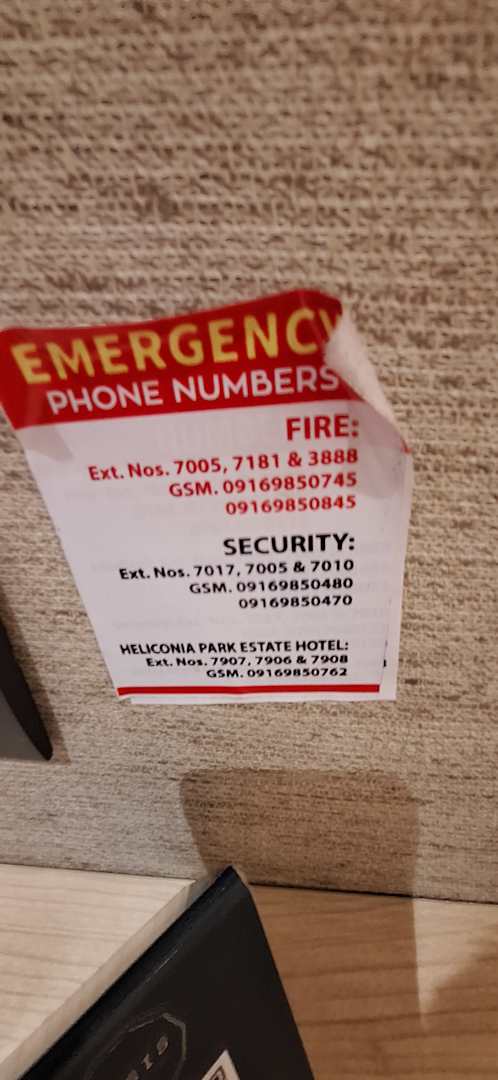 EMERGENCY
PHONE NUMBERS
FIRE:
Ext. Nos. 7005, 7181 & 3888
GSM. 09169850745
09169850845
SECURITY:
Ext. Nos. 7017, 7005 & 7010
GSM. 09169850480
09169850470
HELICONIA PARK ESTATE HOTEL:
Ext. Nos. 7907, 7906 & 7908
GSM. 09169850762